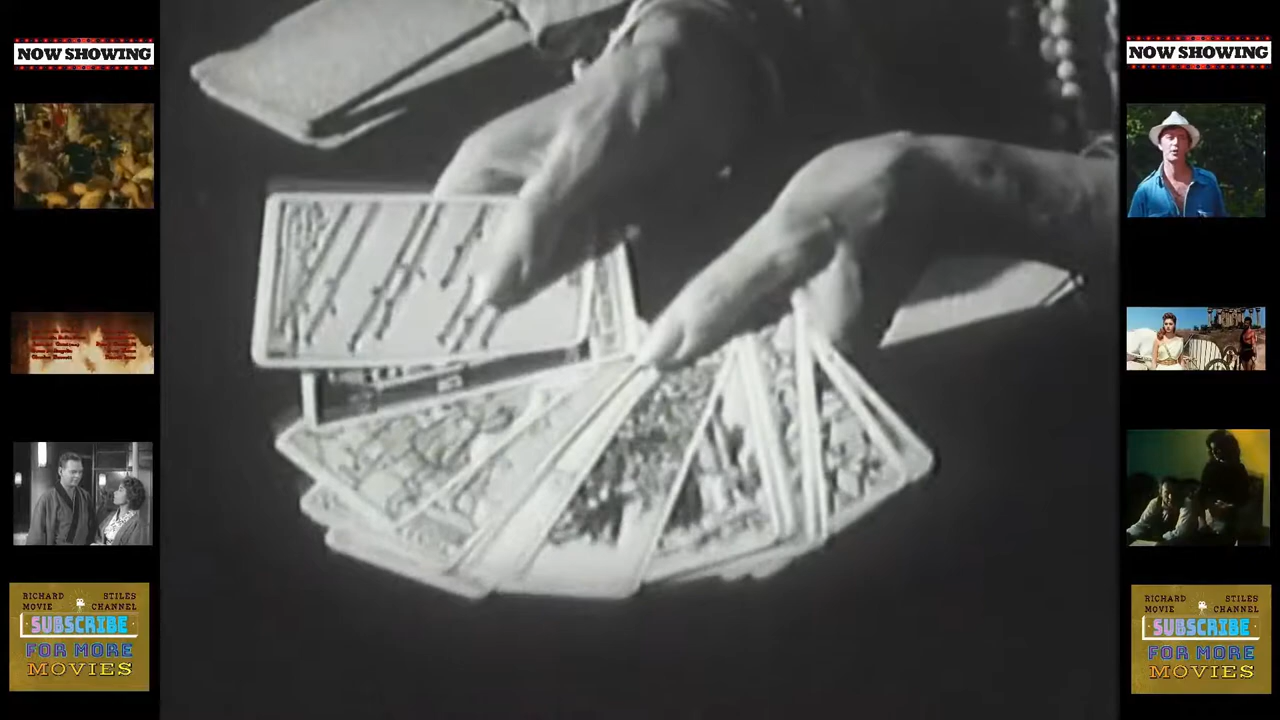 NOW SHOWING
RICHARD STILES
MOVIE CHANNEL
SUBSCRIBE
FOR MORE
MOVIES
NOW SHOWING
RICHARD STILES
MOVIE CHANNEL
SUBSCRIBE
FOR MORE
MOVIES